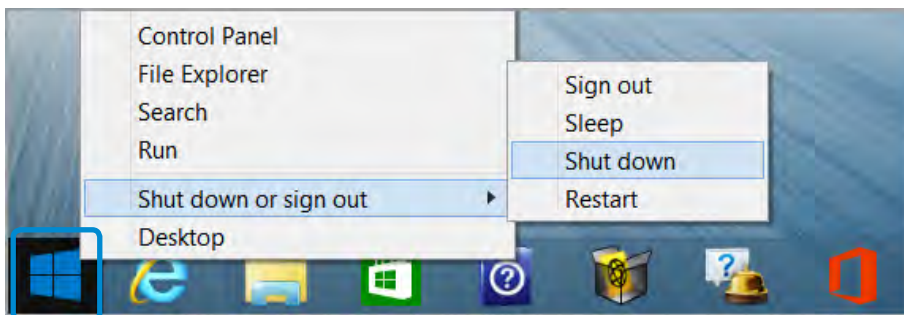 Control Panel
File Explorer
Search
Run
Shut down or sign out
Desktop
Sign out
Sleep
Shut down
Restart
?
?